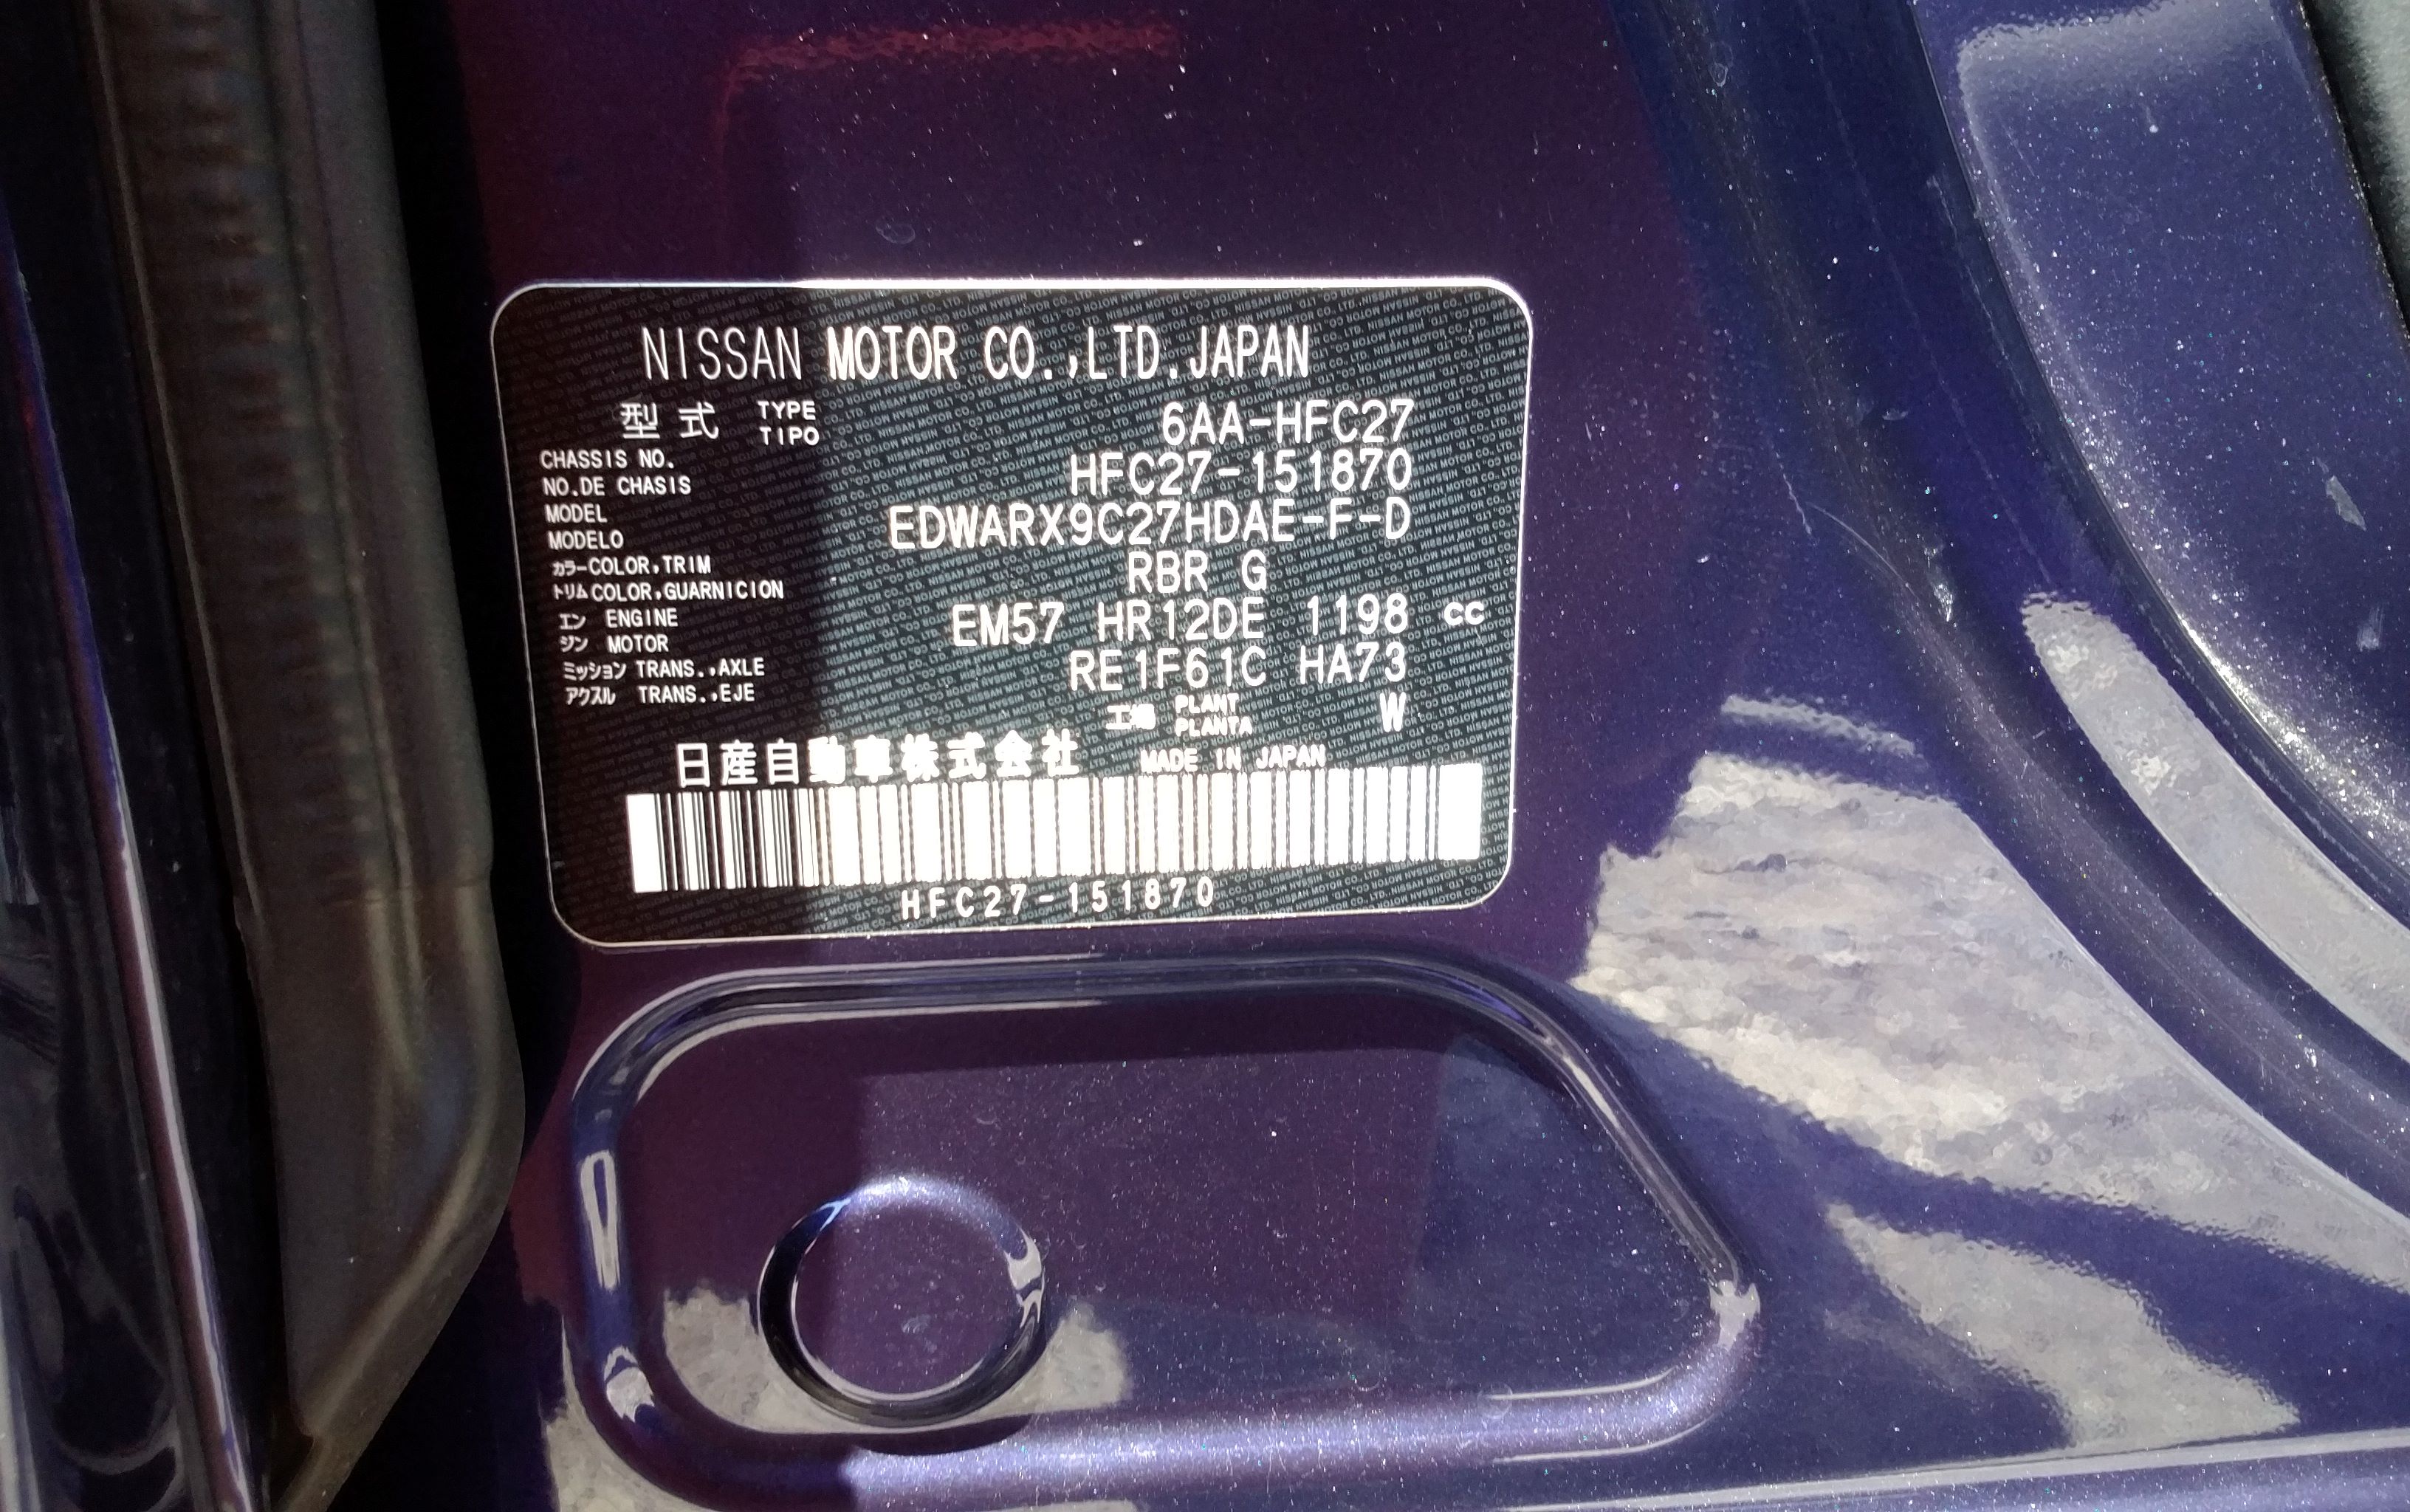 NISSAN MOTOR CO.,LTD.JAPAN
型式 TYPE TIPO 6AA-HFC27
CHASSIS NO. NO.DE CHASIS HFC27-151870
MODEL MODELO EDWARX9C27HDAE-F-D
カラー COLOR,TRIM
トリム COLOR,GUARNICION RBR G
エンジン ENGINE MOTOR EM57 HR12DE 1198 cc
ミッション TRANS.,AXLE
アクスル TRANS.,EJE RE1F61C HA73
工場 PLANT PLANTA W
日産自動車株式会社 MADE IN JAPAN
HFC27-151870